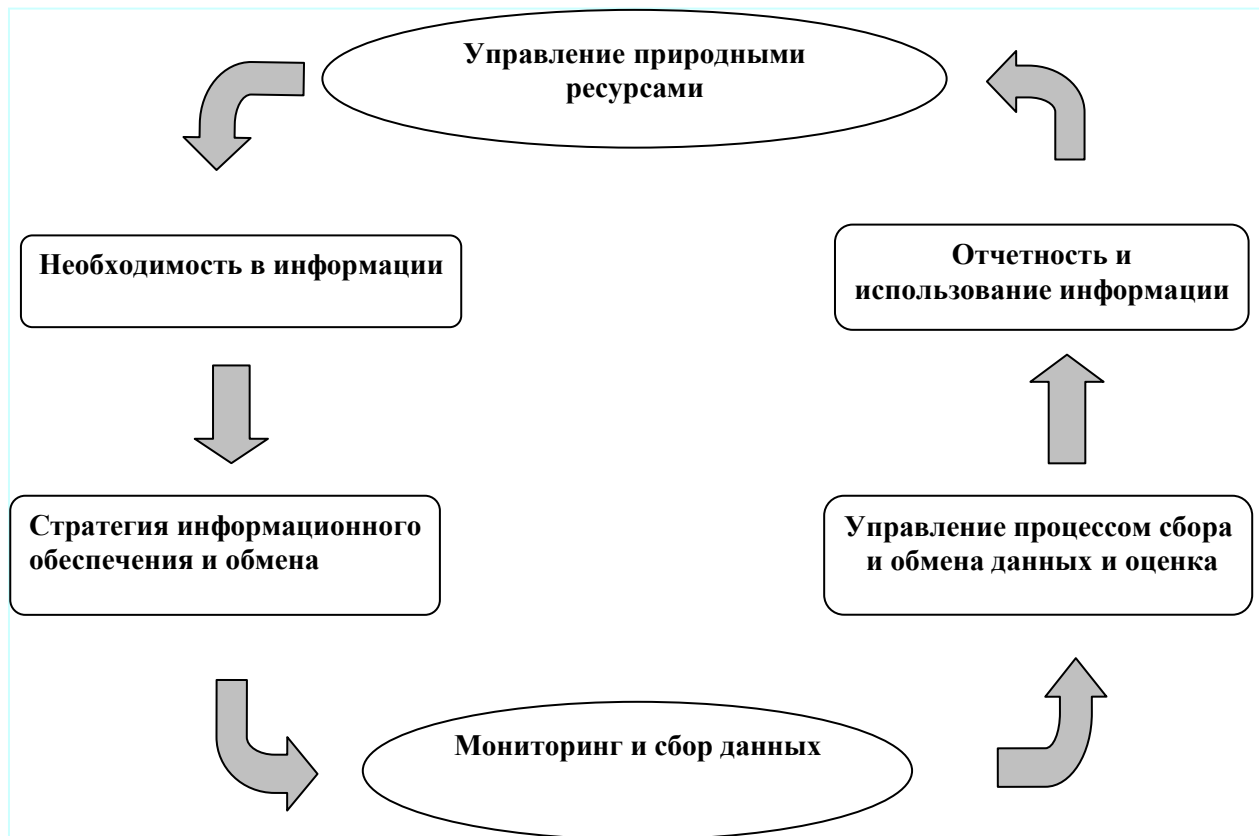 Управление природными
ресурсами
Необходимость в информации
Отчетность и
использование информации
Стратегия информационного
обеспечения и обмена
Управление процессом сбора
и обмена данных и оценка
Мониторинг и сбор данных